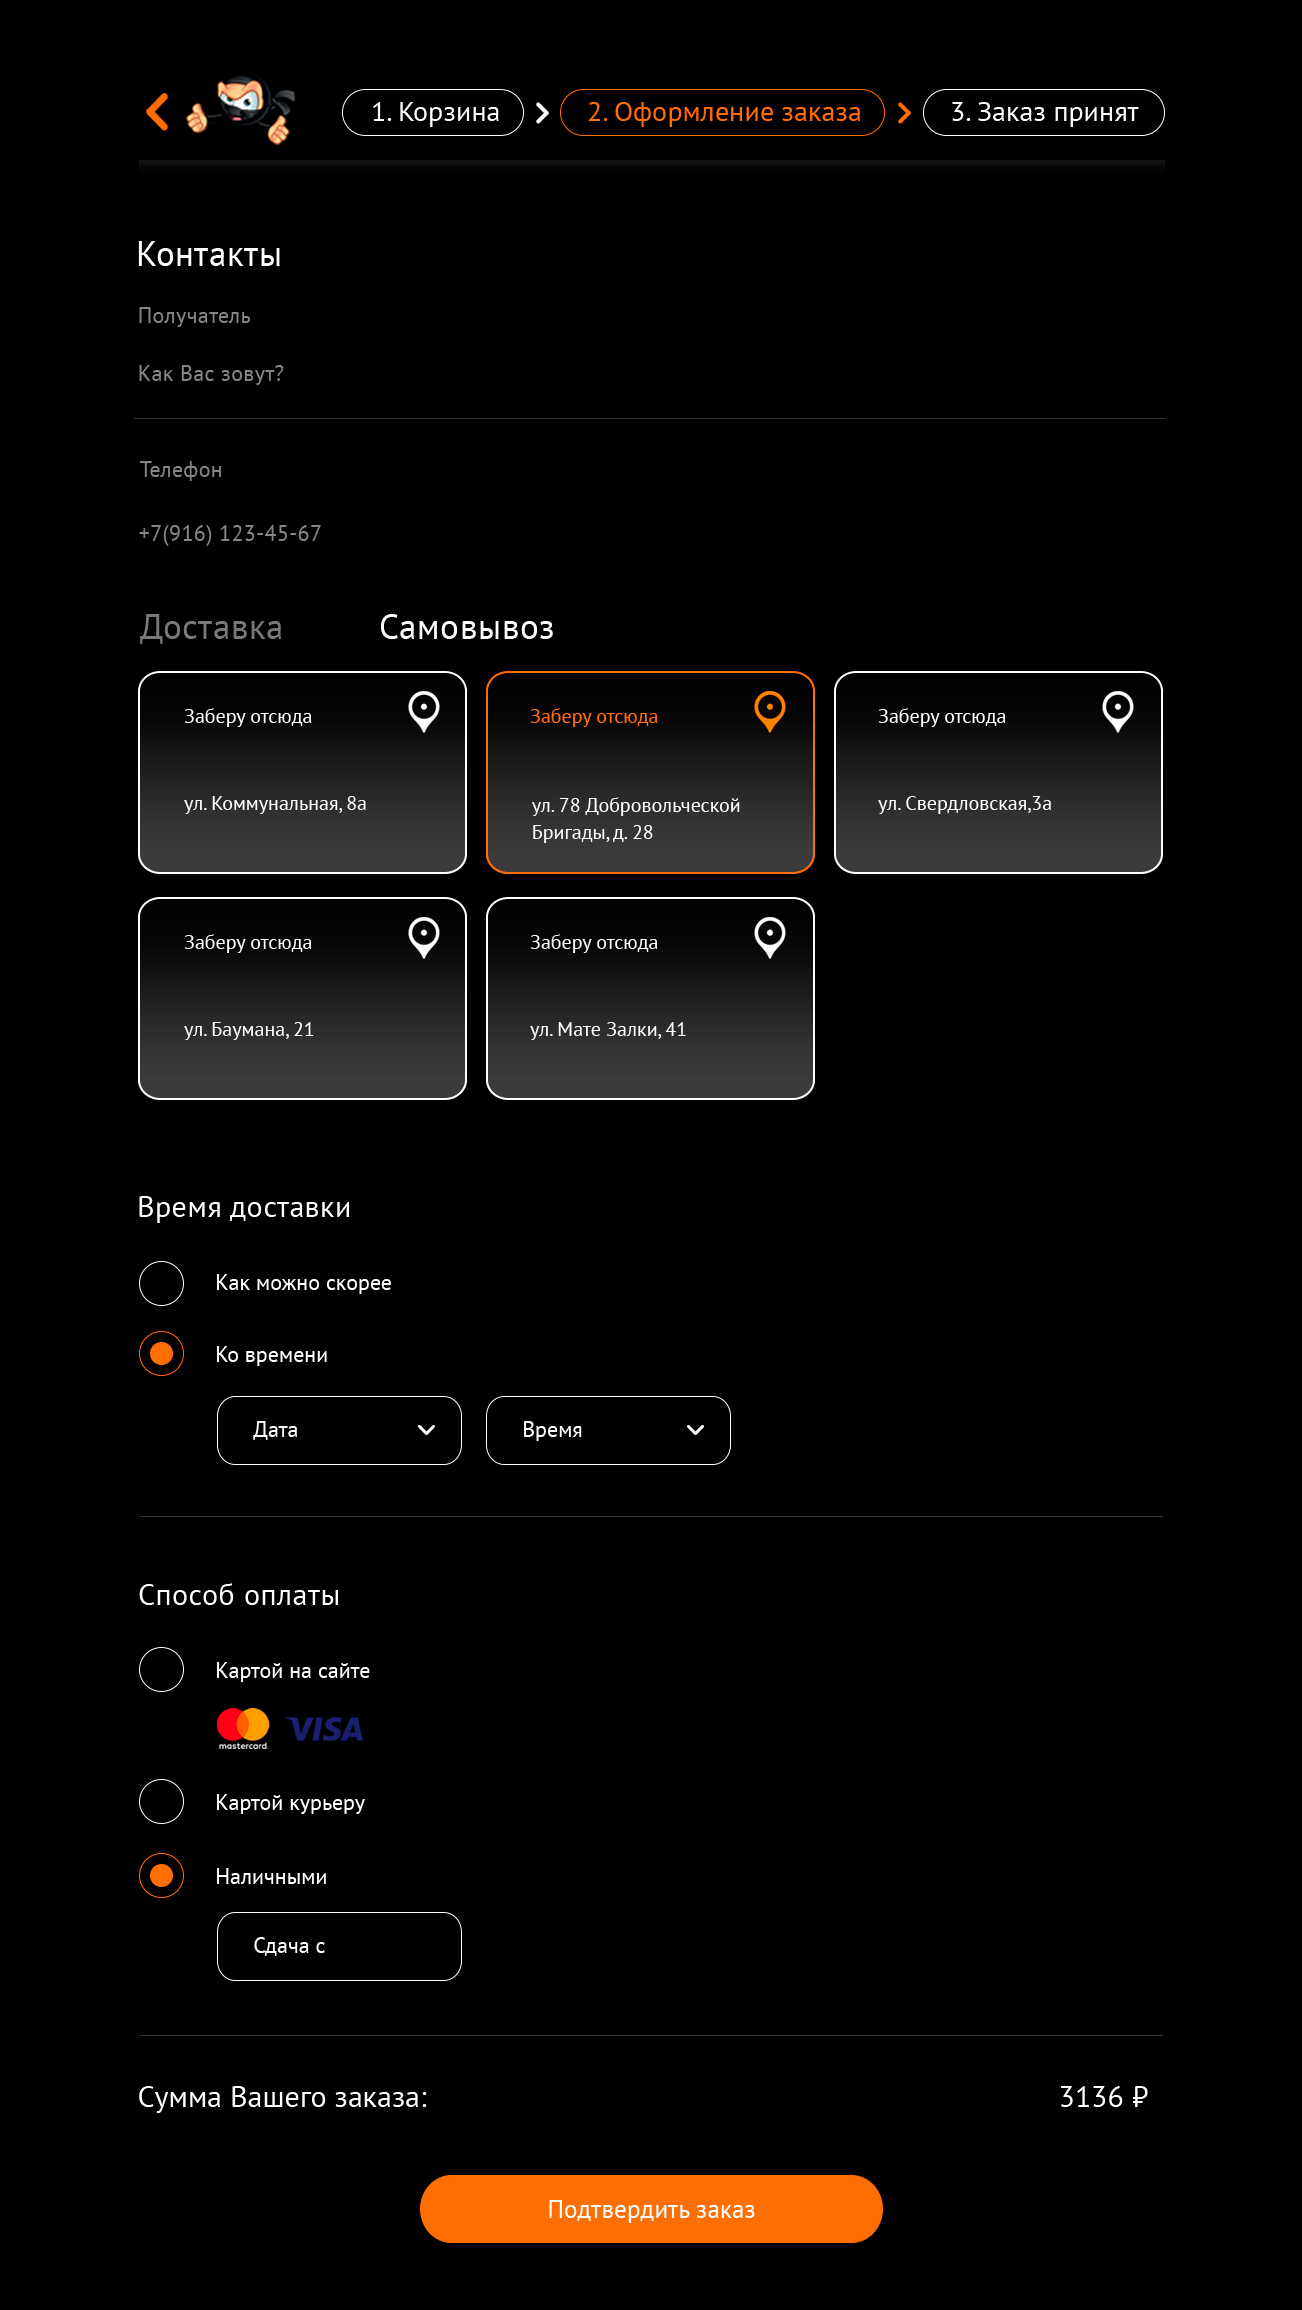 1. Корзина
2. Оформление заказа
3. Заказ принят
Контакты
Получатель
Как Вас зовут?
Телефон
+7(916) 123-45-67
Доставка
Самовывоз
Заберу отсюда
ул. Коммунальная, 8а
Заберу отсюда
ул. 78 Добровольческой
Бригады, д. 28
Заберу отсюда
ул. Свердловская,3а
Заберу отсюда
ул. Баумана, 21
Заберу отсюда
ул. Мате Залки, 41
Время доставки
Как можно скорее
Ко времени
Дата
Время
Способ оплаты
Картой на сайте
mastercard
VISA
Картой курьеру
Наличными
Сдача с
Сумма Вашего заказа:
3136 ₽
Подтвердить заказ